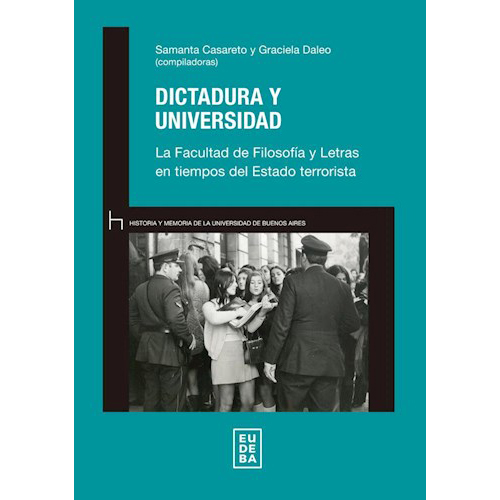 Samanta Casareto y Graciela Daleo
(compiladoras)
DICTADURA Y
UNIVERSIDAD
La Facultad de Filosofía y Letras
en tiempos del Estado terrorista
HISTORIA Y MEMORIA DE LA UNIVERSIDAD DE BUENOS AIRES
EU
DE
BA